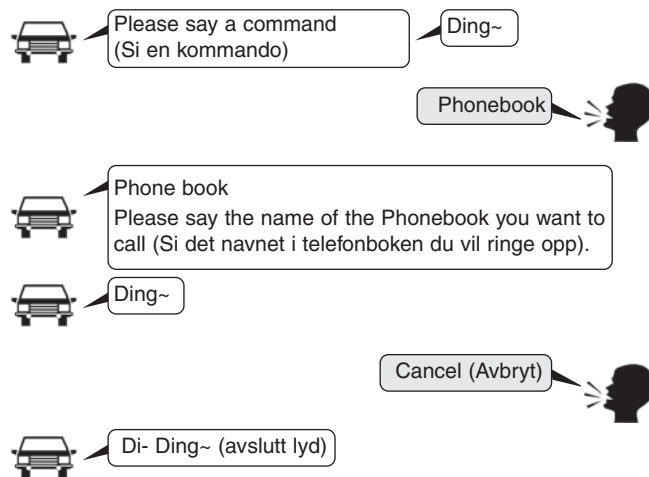 Please say a command
(Si en kommando)
Ding~
Phonebook
Phone book
Please say the name of the Phonebook you want to
call (Si det navnet i telefonboken du vil ringe opp).
Ding~
Cancel (Avbryt)
Di- Ding~ (avslutt lyd)